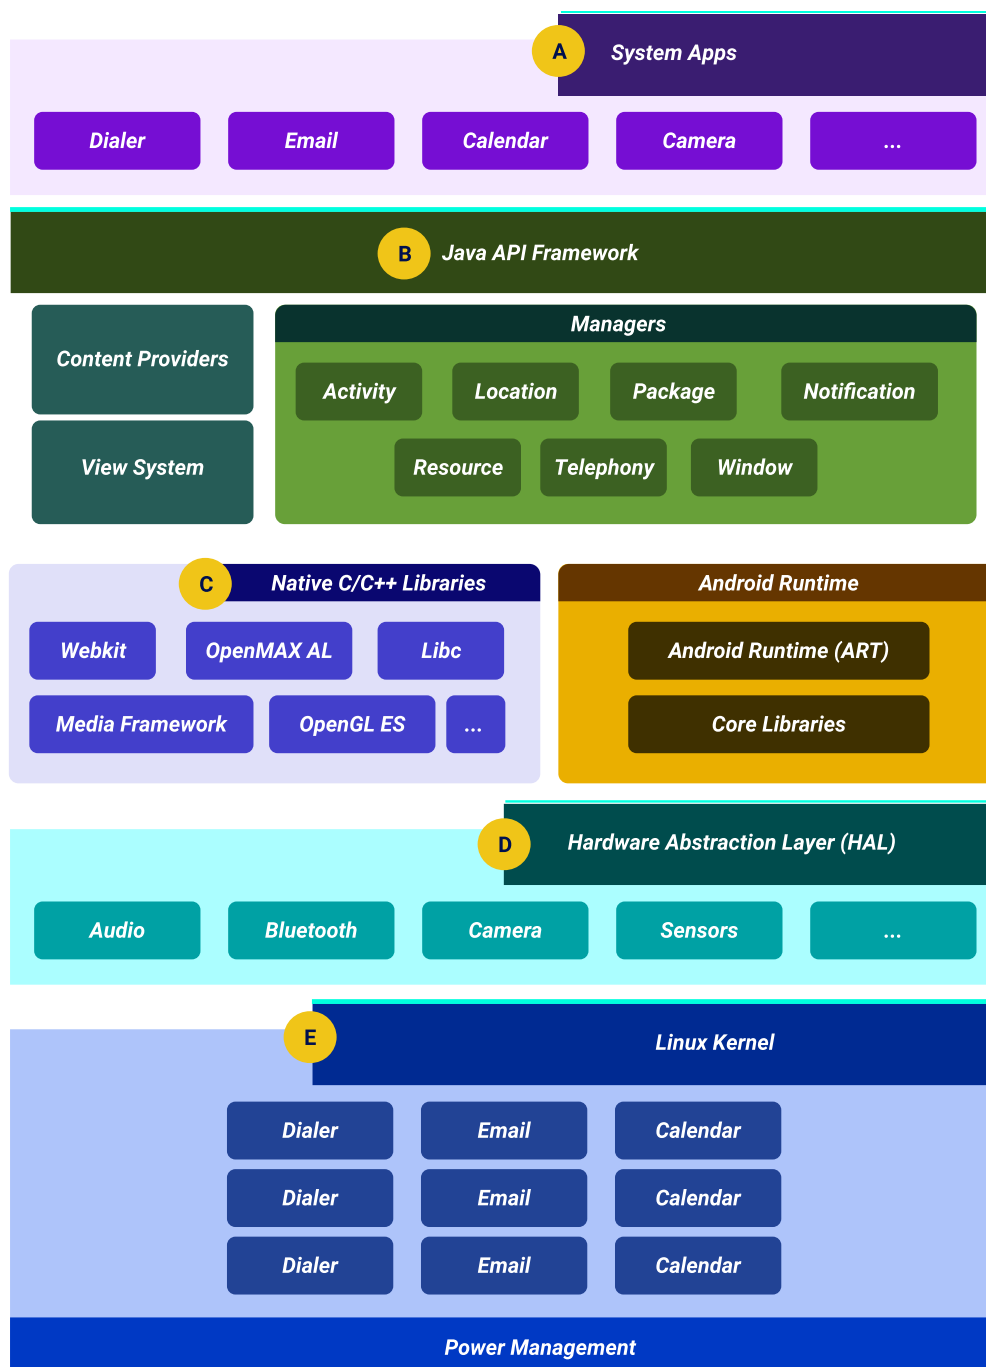 A
System Apps
Dialer
Email
Calendar
Camera
...
B
Java API Framework
Content Providers
View System
Managers
Activity
Location
Package
Notification
Resource
Telephony
Window
C
Native C/C++ Libraries
Webkit
OpenMAX AL
Libc
Media Framework
OpenGL ES
...
Android Runtime
Android Runtime (ART)
Core Libraries
D
Hardware Abstraction Layer (HAL)
Audio
Bluetooth
Camera
Sensors
...
E
Linux Kernel
Dialer
Email
Calendar
Dialer
Email
Calendar
Dialer
Email
Calendar
Power Management